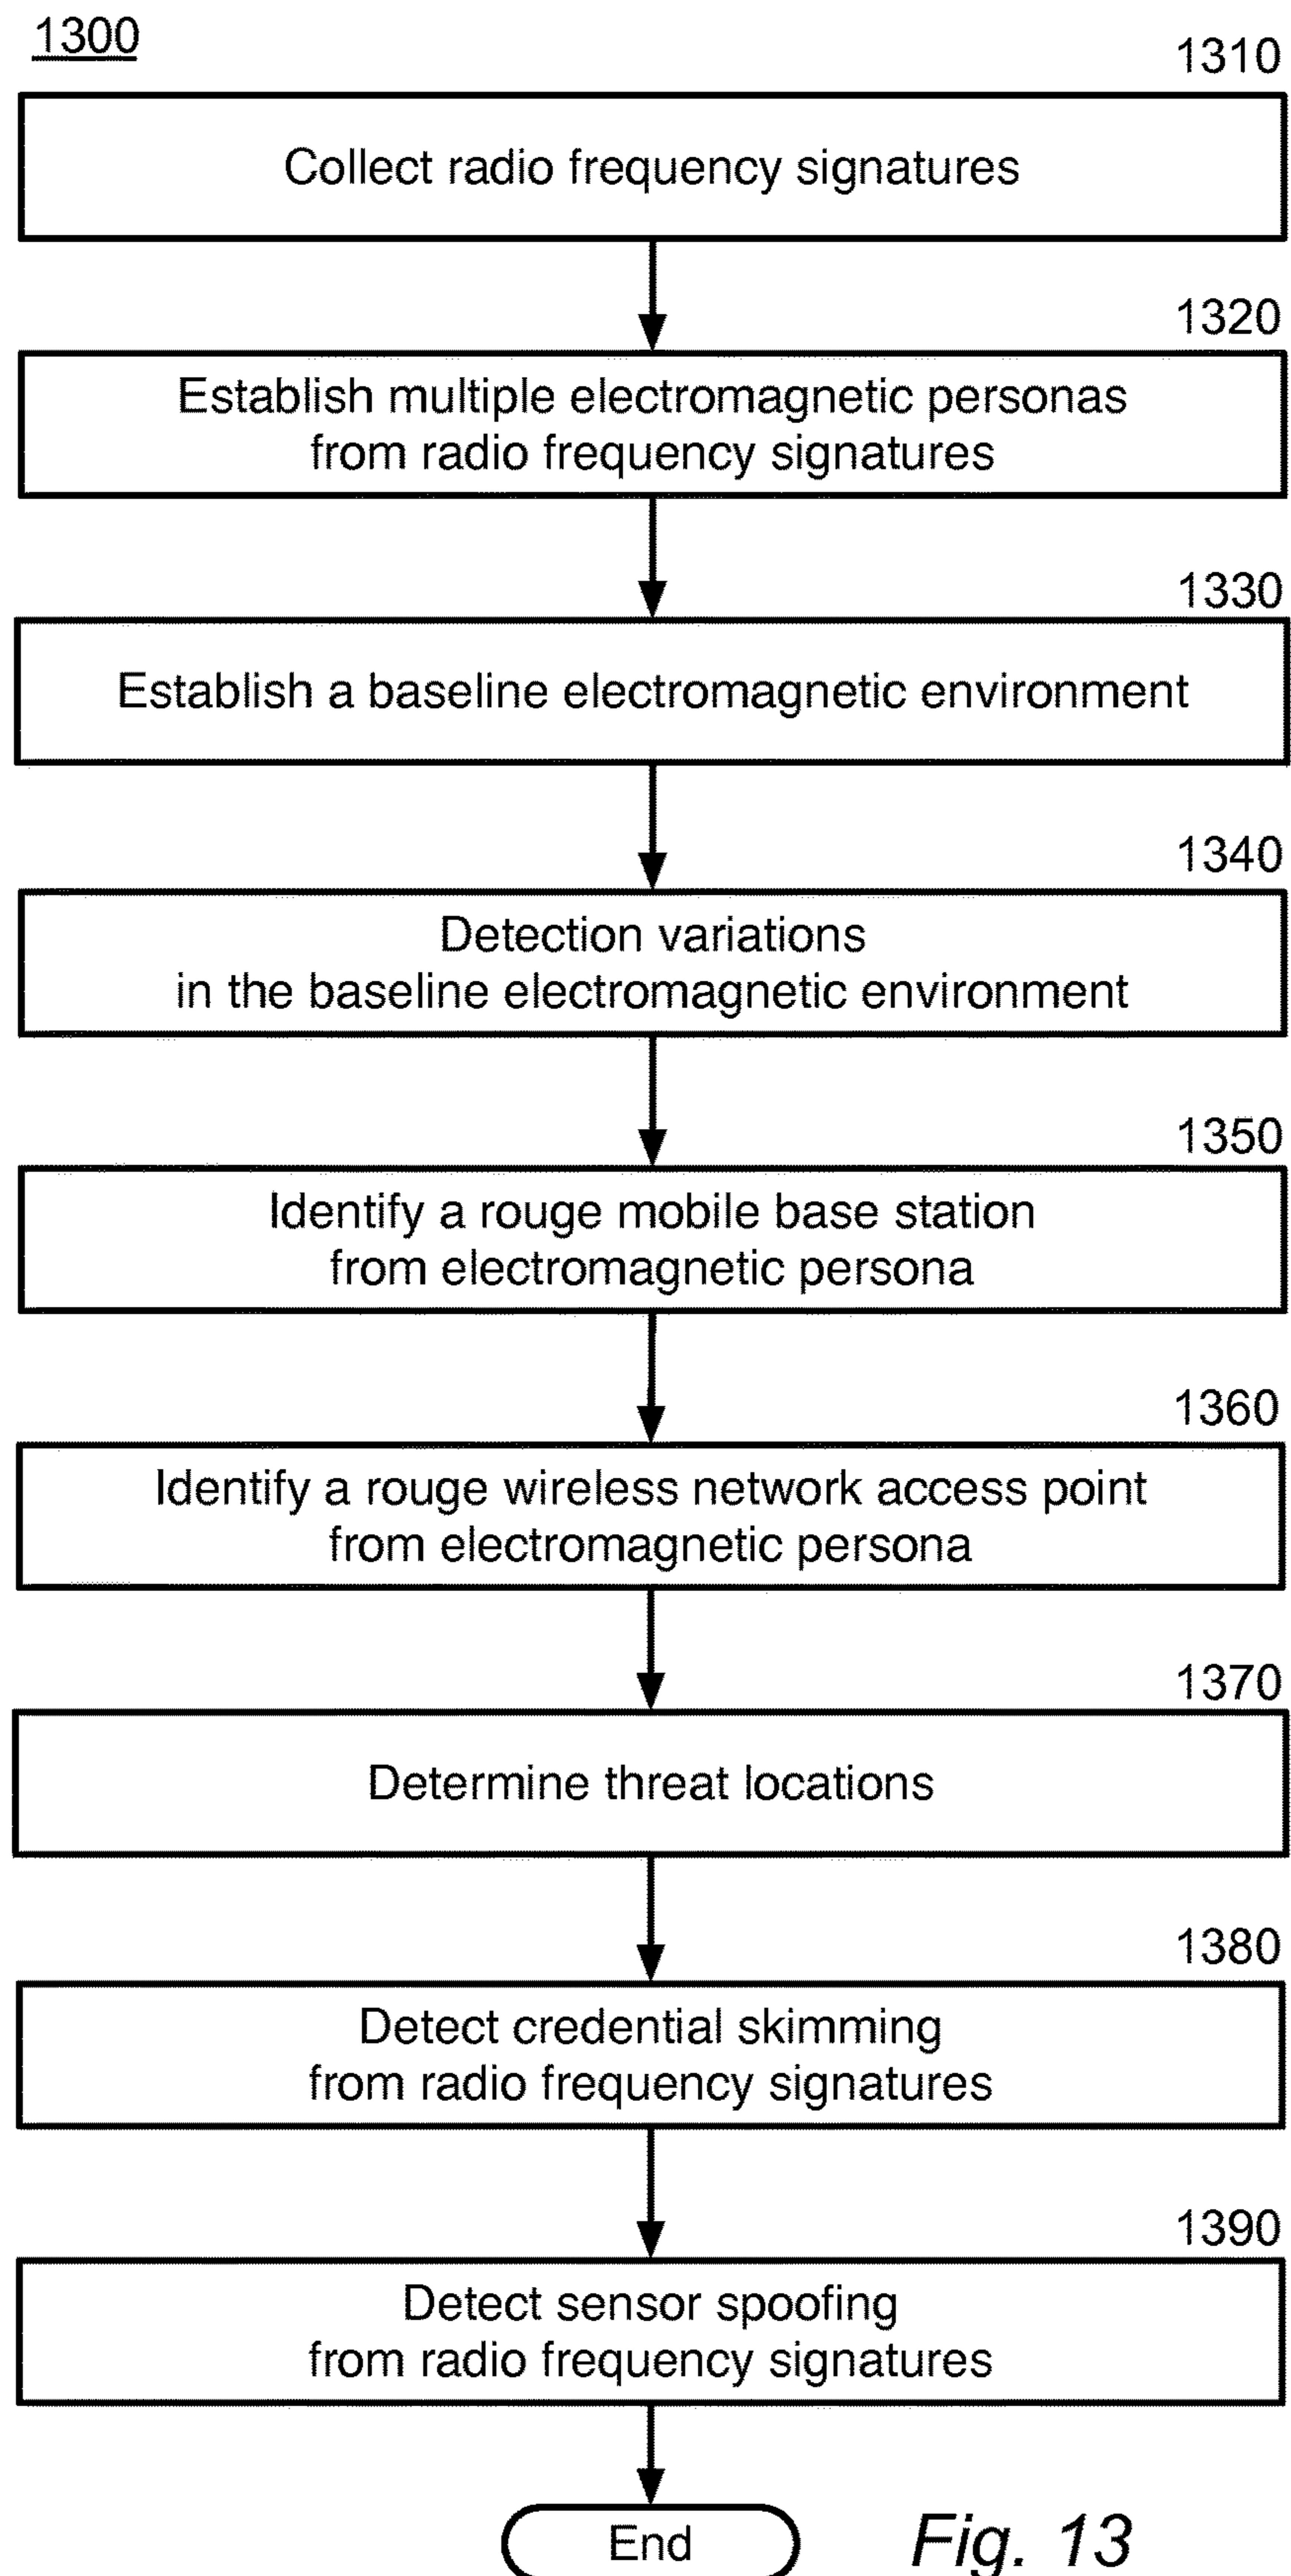 1300
1310
Collect radio frequency signatures
1320
Establish multiple electromagnetic personas
from radio frequency signatures
1330
Establish a baseline electromagnetic environment
1340
Detection variations
in the baseline electromagnetic environment
1350
Identify a rouge mobile base station
from electromagnetic persona
1360
Identify a rouge wireless network access point
from electromagnetic persona
1370
Determine threat locations
1380
Detect credential skimming
from radio frequency signatures
1390
Detect sensor spoofing
from radio frequency signatures
End
Fig. 13